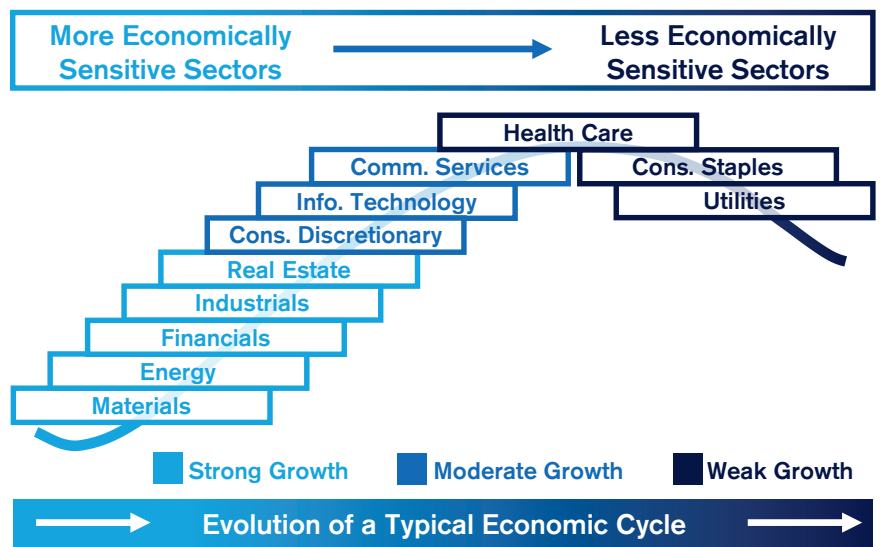 More Economically
Sensitive Sectors
Less Economically
Sensitive Sectors
Health Care
Comm. Services
Cons. Staples
Info. Technology
Utilities
Cons. Discretionary
Real Estate
Industrials
Financials
Energy
Materials
Strong Growth
Moderate Growth
Weak Growth
Evolution of a Typical Economic Cycle